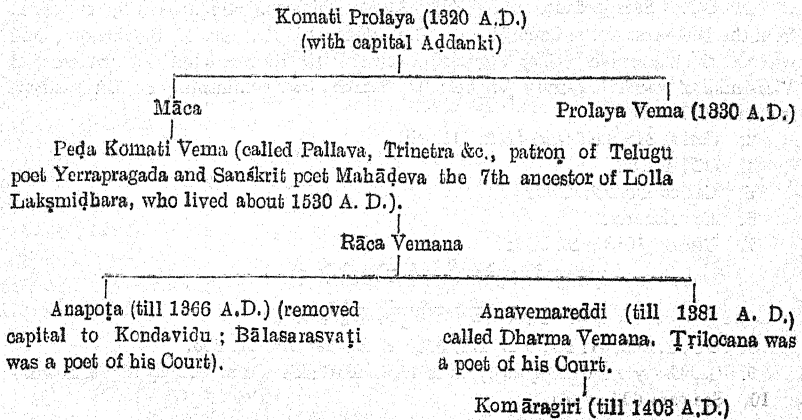 Komati Prolaya (1320 A.D.)
(with capital Addanki)
Māca
Prolaya Vema (1330 A.D.)
Peḍa Komati Vema (called Pallava, Trinetra &c., patron of Telugu
poet Yerrapragada and Sanskrit poet Mahādeva the 7th ancestor of Lolla
Lakṣmidhara, who lived about 1530 A. D.).
Rāca Vemana
Anapoṭa (till 1366 A.D.) (removed
capital to Kondavidu ; Bālasarasvaṭi
was a poet of his Court).
Anavemareddi (till 1381 A. D.)
called Dharma Vemana. Ṭrilocana was
a poet of his Court.
Komāragiri (till 1403 A.D.)